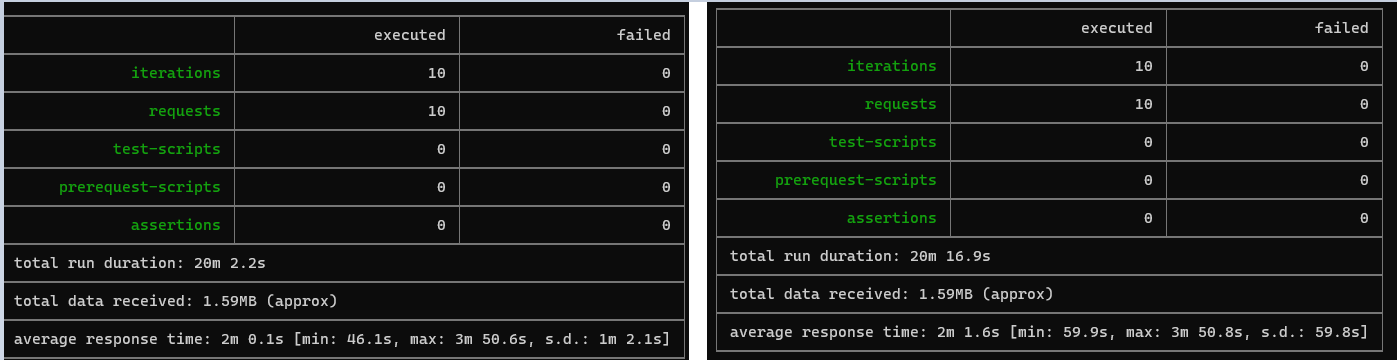 executed failed
iterations 10 0
requests 10 0
test-scripts 0 0
prerequest-scripts 0 0
assertions 0 0
total run duration: 20m 2.2s
total data received: 1.59MB (approx)
average response time: 2m 0.1s [min: 46.1s, max: 3m 50.6s, s.d.: 1m 2.1s]
executed failed
iterations 10 0
requests 10 0
test-scripts 0 0
prerequest-scripts 0 0
assertions 0 0
total run duration: 20m 16.9s
total data received: 1.59MB (approx)
average response time: 2m 1.6s [min: 59.9s, max: 3m 50.8s, s.d.: 59.8s]